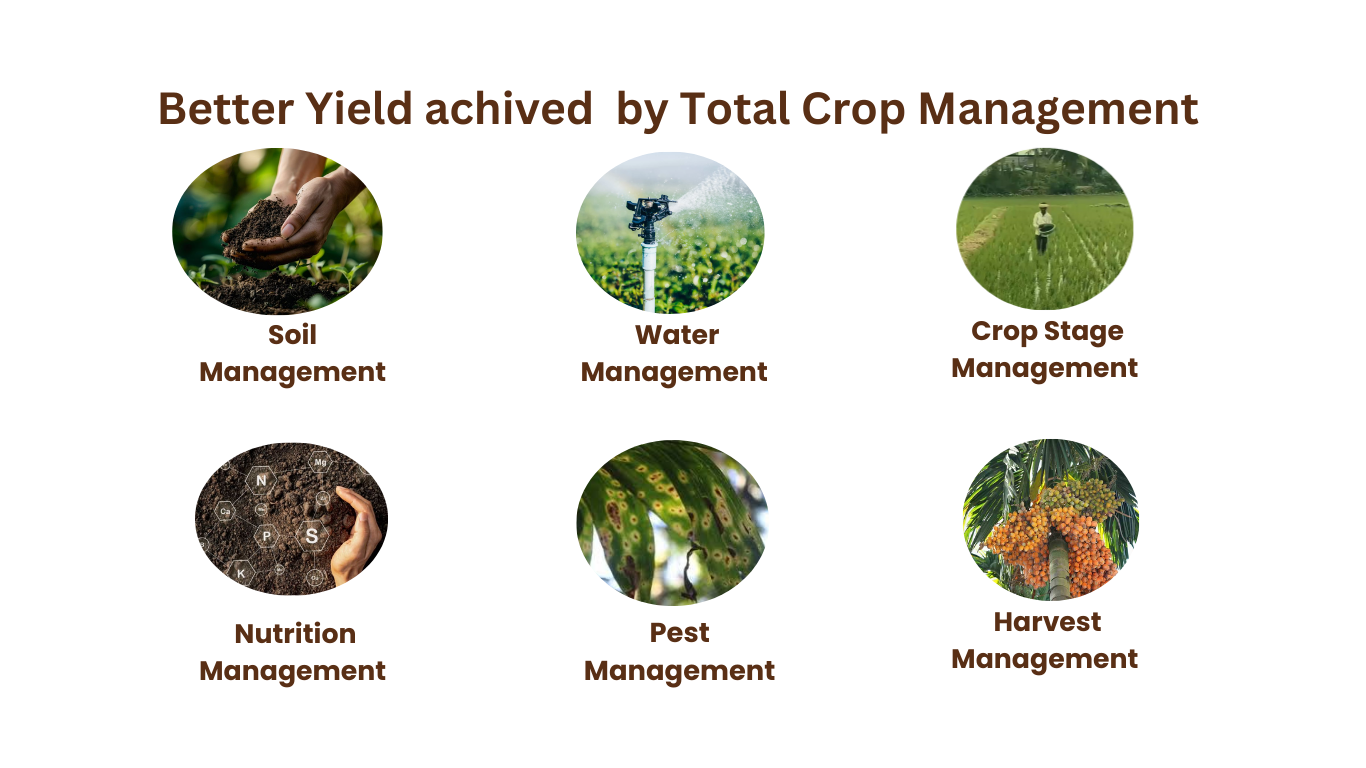 Better Yield achived by Total Crop Management
Soil
Management
Water
Management
Crop Stage
Management
N
Mg
Ca
P
S
K
Nutrition
Management
Pest
Management
Harvest
Management